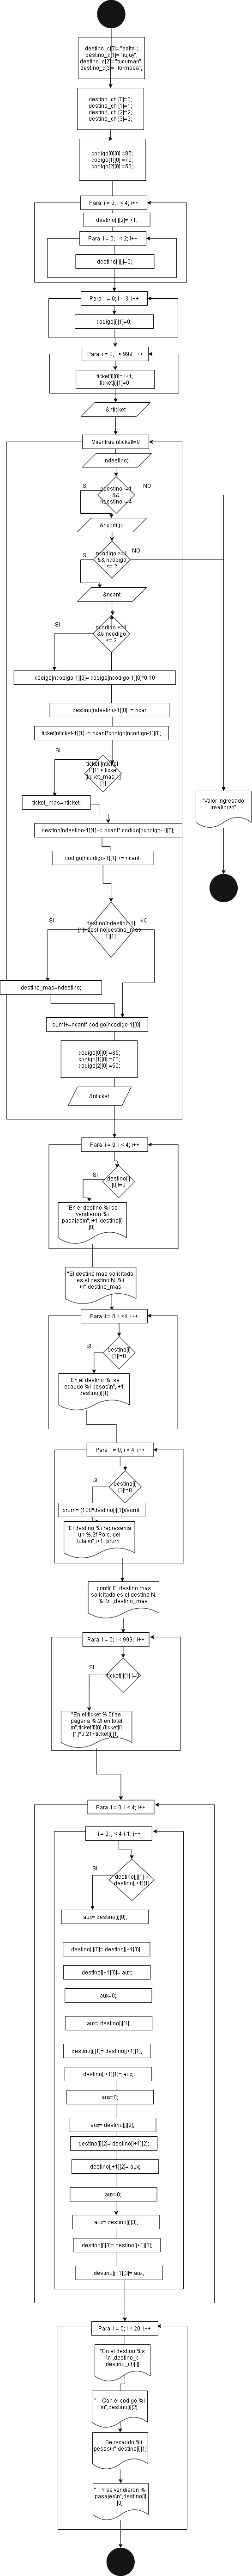 destino_c[0]= "salta";
destino_c[1]= "jujuy";
destino_c[2]= "tucuman";
destino_c[3]= "formosa";
destino_ch [0]=0;
destino_ch [1]=1;
destino_ch [2]=2;
destino_ch [3]=3;
codigo[0][0] =85;
codigo[1][0] =70;
codigo[2][0] =50;
Para i = 0; i < 4; i++
destino[i][2]=i+1;
Para i = 0; i < 2; i++
destino[i][j]=0;
Para i = 0; i < 3; i++
codigo[i][1]=0;
Para i = 0; i < 999; i++
ticket[i][0]= i+1;
ticket[i][1]=0;
&nticket
Miientras nticket!=0
ndestino)
SI
ndestino>=1
&&
ndestino<=4
NO
&ncodigo
SI
ncodigo >=1
&& ncodigo
<= 2
NO
&ncant
SI
ncodigo >=1
&& ncodigo
<= 2
codigo[ncodigo-1][0]= codigo[ncodigo-1][0]*0.10
destino[ndestino-1][0]+= ncan
ticket[nticket-1][1]+= ncant*codigo[ncodigo-1][0];
SI
ticket [nticket-
1][1] > ticket
[ticket_mas-1]
[1]
"Valor ingresado
invalido\n"
ticket_mas=nticket;
destino[ndestino-1][1]+= ncant* codigo[ncodigo-1][0];
codigo[ncodigo-1][1] += ncant;
SI
destino[ndestino-1]
[1]>destino[destino_mas-
1][1]
NO
destino_mas=ndestino;
sumt+=ncant* codigo[ncodigo-1][0];
codigo[0][0] =85;
codigo[1][0] =70;
codigo[2][0] =50;
&nticket
Para i = 0; i < 4; i++
SI
destino[i]
[0]!=0
"En el destino %i se
vendieron %i
pasajes\n",i+1,destino[i]
[0]
"El destino mas solicitado
es el destino N. %i
\n",destino_mas
Para i = 0; i <4; i++
SI
destino[i]
[1]!=0
"En el destino %i se
recaudo %i pesos\n",i+1,
destino[i][1]
Para i = 0; i < 4; i++
SI
destino[i]
[1]!=0
prom= (100*destino[i][1])/sumt;
"El destino %i representa
un %.2f Porc. del
total\n",i+1, prom
printf("El destino mas
solicitado es el destino N.
%i \n",destino_mas
Para i = 0; i < 999; i++
SI
ticket[i][1] !=0
"En el ticket %.0f se
pagaria %.2f en total
\n",ticket[i][0],(ticket[i]
[1]*0.21+ticket[i][1]
Para i = 0; i < 4; i++
j = 0; j < 4-i-1; j++
SI
destino[j][1] >
destino[j+1][1]
aux= destino[j][0];
destino[j][0]= destino[j+1][0];
destino[j+1][0]= aux;
aux=0;
aux= destino[j][1];
destino[j][1]= destino[j+1][1];
destino[j+1][1]= aux;
aux=0;
aux= destino[j][2];
destino[j][2]= destino[j+1][2];
destino[j+1][2]= aux;
aux=0;
aux= destino[j][3];
destino[j][3]= destino[j+1][3];
destino[j+1][3]= aux;
Para i = 0; i < 20; i++
"En el destino %s
\n",destino_c
[destino_ch[i]]
" Con el codigo %i
\n",destino[i][2]
" Se recaudo %i
pesos\n",destino[i][1]
" Y se vendieron %i
pasajes\n",destino[i]
[0]